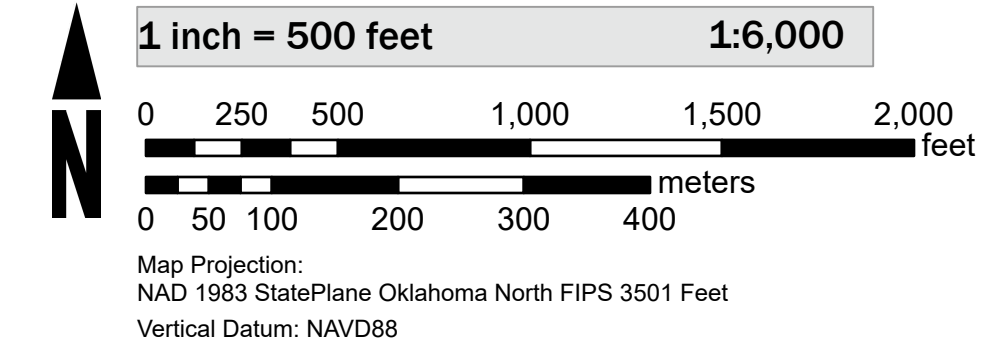 1 inch = 500 feet 1:6,000
0 250 500 1,000 1,500 2,000
feet
meters
0 50 100 200 300 400
N
Map Projection:
NAD 1983 StatePlane Oklahoma North FIPS 3501 Feet
Vertical Datum: NAVD88